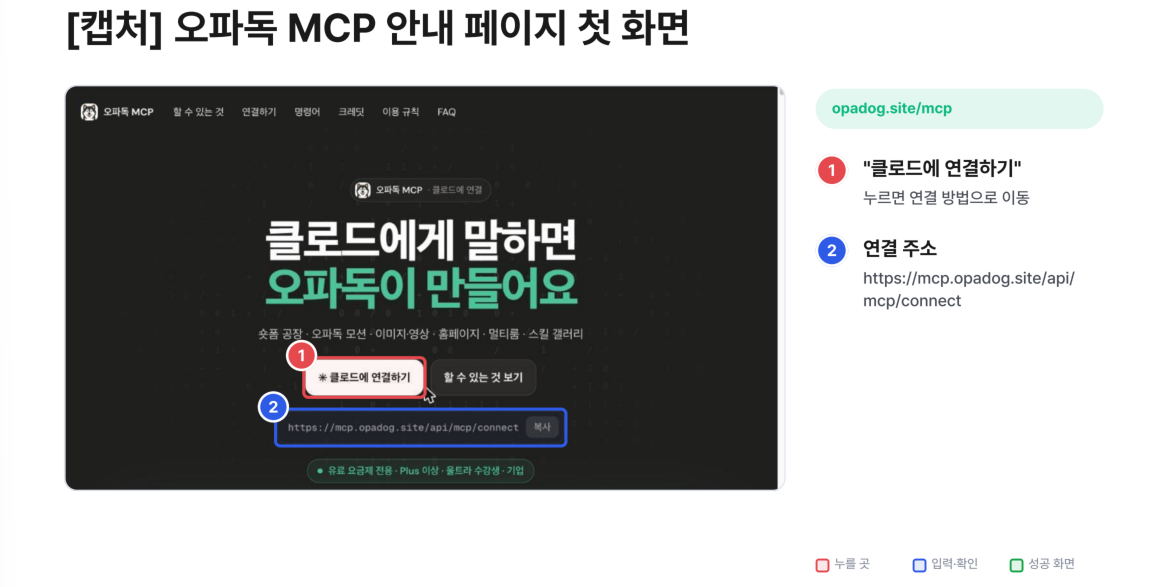 [캡처] 오파독 MCP 안내 페이지 첫 화면
오파독 MCP 할 수 있는 것 연결하기 명령어 크레딧 이용 규칙 FAQ
오파독 MCP · 클로드에 연결
클로드에게 말하면
오파독이 만들어요
숏폼 공장 · 오파독 모션 · 이미지·영상 · 홈페이지 · 멀티룸 · 스킬 갤러리
1
✳ 클로드에 연결하기 할 수 있는 것 보기
2
https://mcp.opadog.site/api/mcp/connect 복사
유료 요금제 전용 · Plus 이상 · 울트라 수강생 · 기업
opadog.site/mcp
1 "클로드에 연결하기"
누르면 연결 방법으로 이동
2 연결 주소
https://mcp.opadog.site/api/
mcp/connect
누를 곳 입력·확인 성공 화면